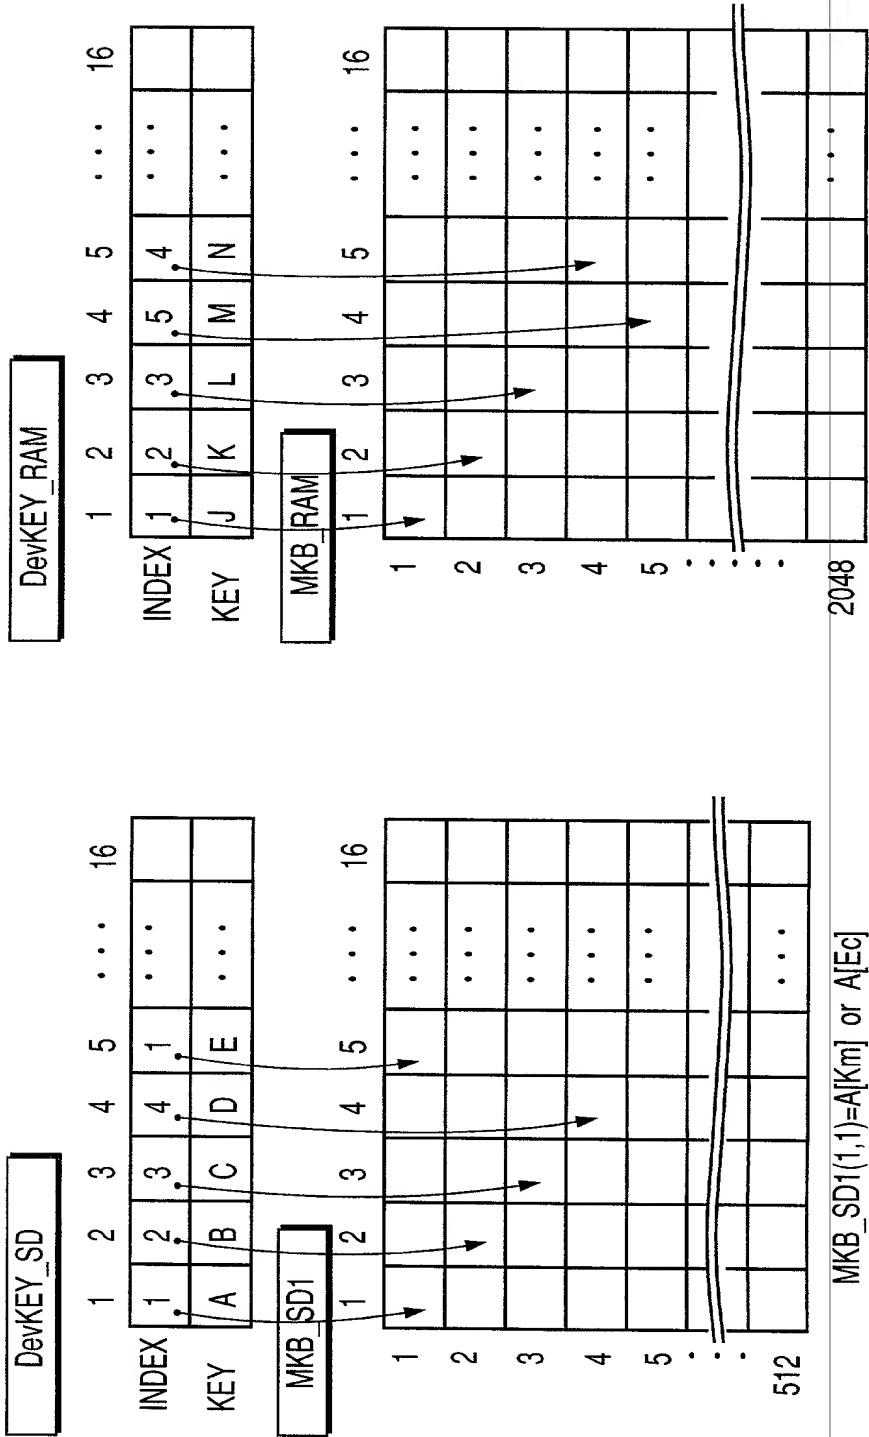 DevKEY_SD
1 2 3 4 5 ... 16
INDEX 1 2 3 4 1 ...
KEY A B C D E ...
MKB_SD1
1 2 3 4 5 ... 16
1 ...
2 ...
3 ...
4 ...
5 ...
512 ...
MKB_SD1(1,1)=A[Km] or A[Ec]
DevKEY_RAM
1 2 3 4 5 ... 16
INDEX 1 2 3 5 4 ...
KEY J K L M N ...
MKB_RAM
1 2 3 4 5 ... 16
1 ...
2 ...
3 ...
4 ...
5 ...
2048 ...